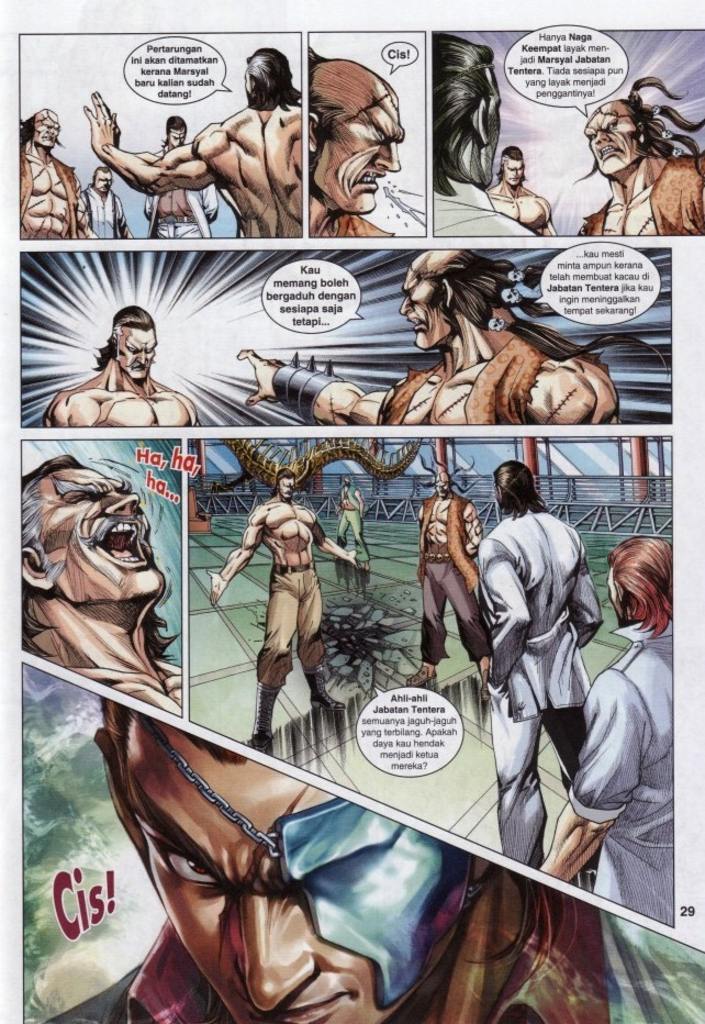 Pertarungan
ini akan ditamatkan
kerana Marsyal
baru kalian sudah
datang!
Cis!
Hanya Naga
Keempat layak men-
jadi Marsyal Jabatan
Tentera. Tiada sesiapa pun
yang layak menjadi
penggantinya!
Kau
memang boleh
bergaduh dengan
sesiapa saja
tetapi...
...kau mesti
minta ampun kerana
telah membuat kacau di
Jabatan Tentera jika kau
ingin meninggalkan
tempat sekarang!
Ha, ha,
ha...
Ahli-ahli
Jabatan Tentera
semuanya jaguh-jaguh
yang terbilang. Apakah
daya kau hendak
menjadi ketua
mereka?
Cis!
29